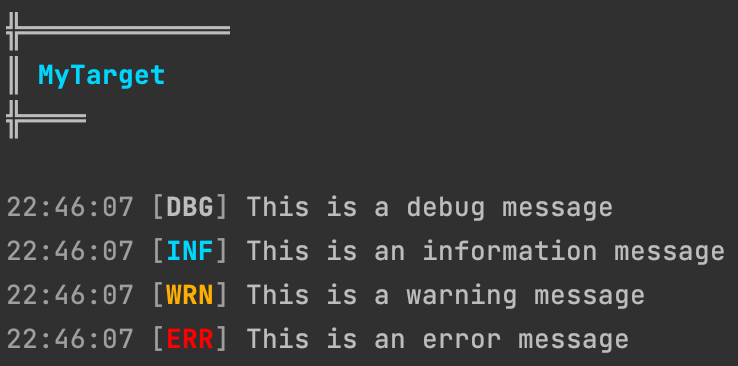 ╬══════════════
║ MyTarget
╬════

22:46:07 [DBG] This is a debug message
22:46:07 [INF] This is an information message
22:46:07 [WRN] This is a warning message
22:46:07 [ERR] This is an error message